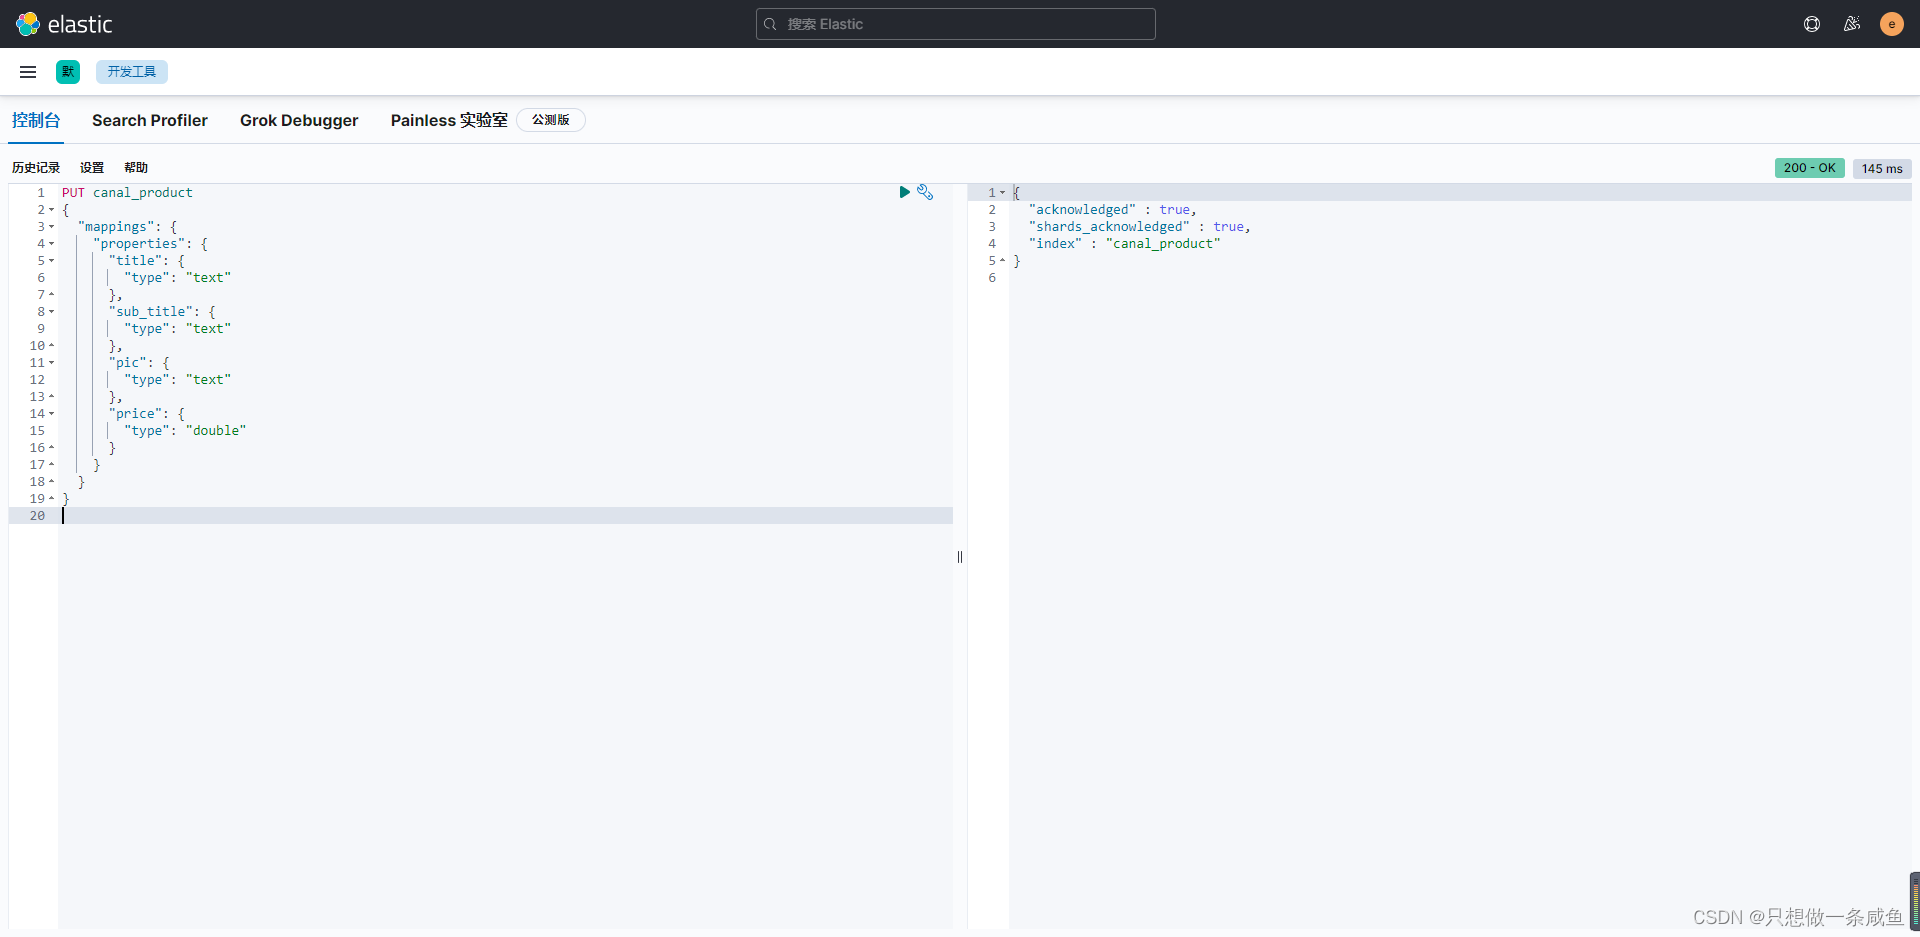 elastic
搜索 Elastic
e
默
开发工具
控制台
Search Profiler
Grok Debugger
Painless 实验室
公测版
历史记录
设置
帮助
200 - OK
145 ms
1 PUT canal_product
2 {
3 "mappings": {
4 "properties": {
5 "title": {
6 "type": "text"
7 },
8 "sub_title": {
9 "type": "text"
10 },
11 "pic": {
12 "type": "text"
13 },
14 "price": {
15 "type": "double"
16 }
17 }
18 }
19 }
20
1 {
2 "acknowledged" : true,
3 "shards_acknowledged" : true,
4 "index" : "canal_product"
5 }
6
CSDN @只想做一条咸鱼